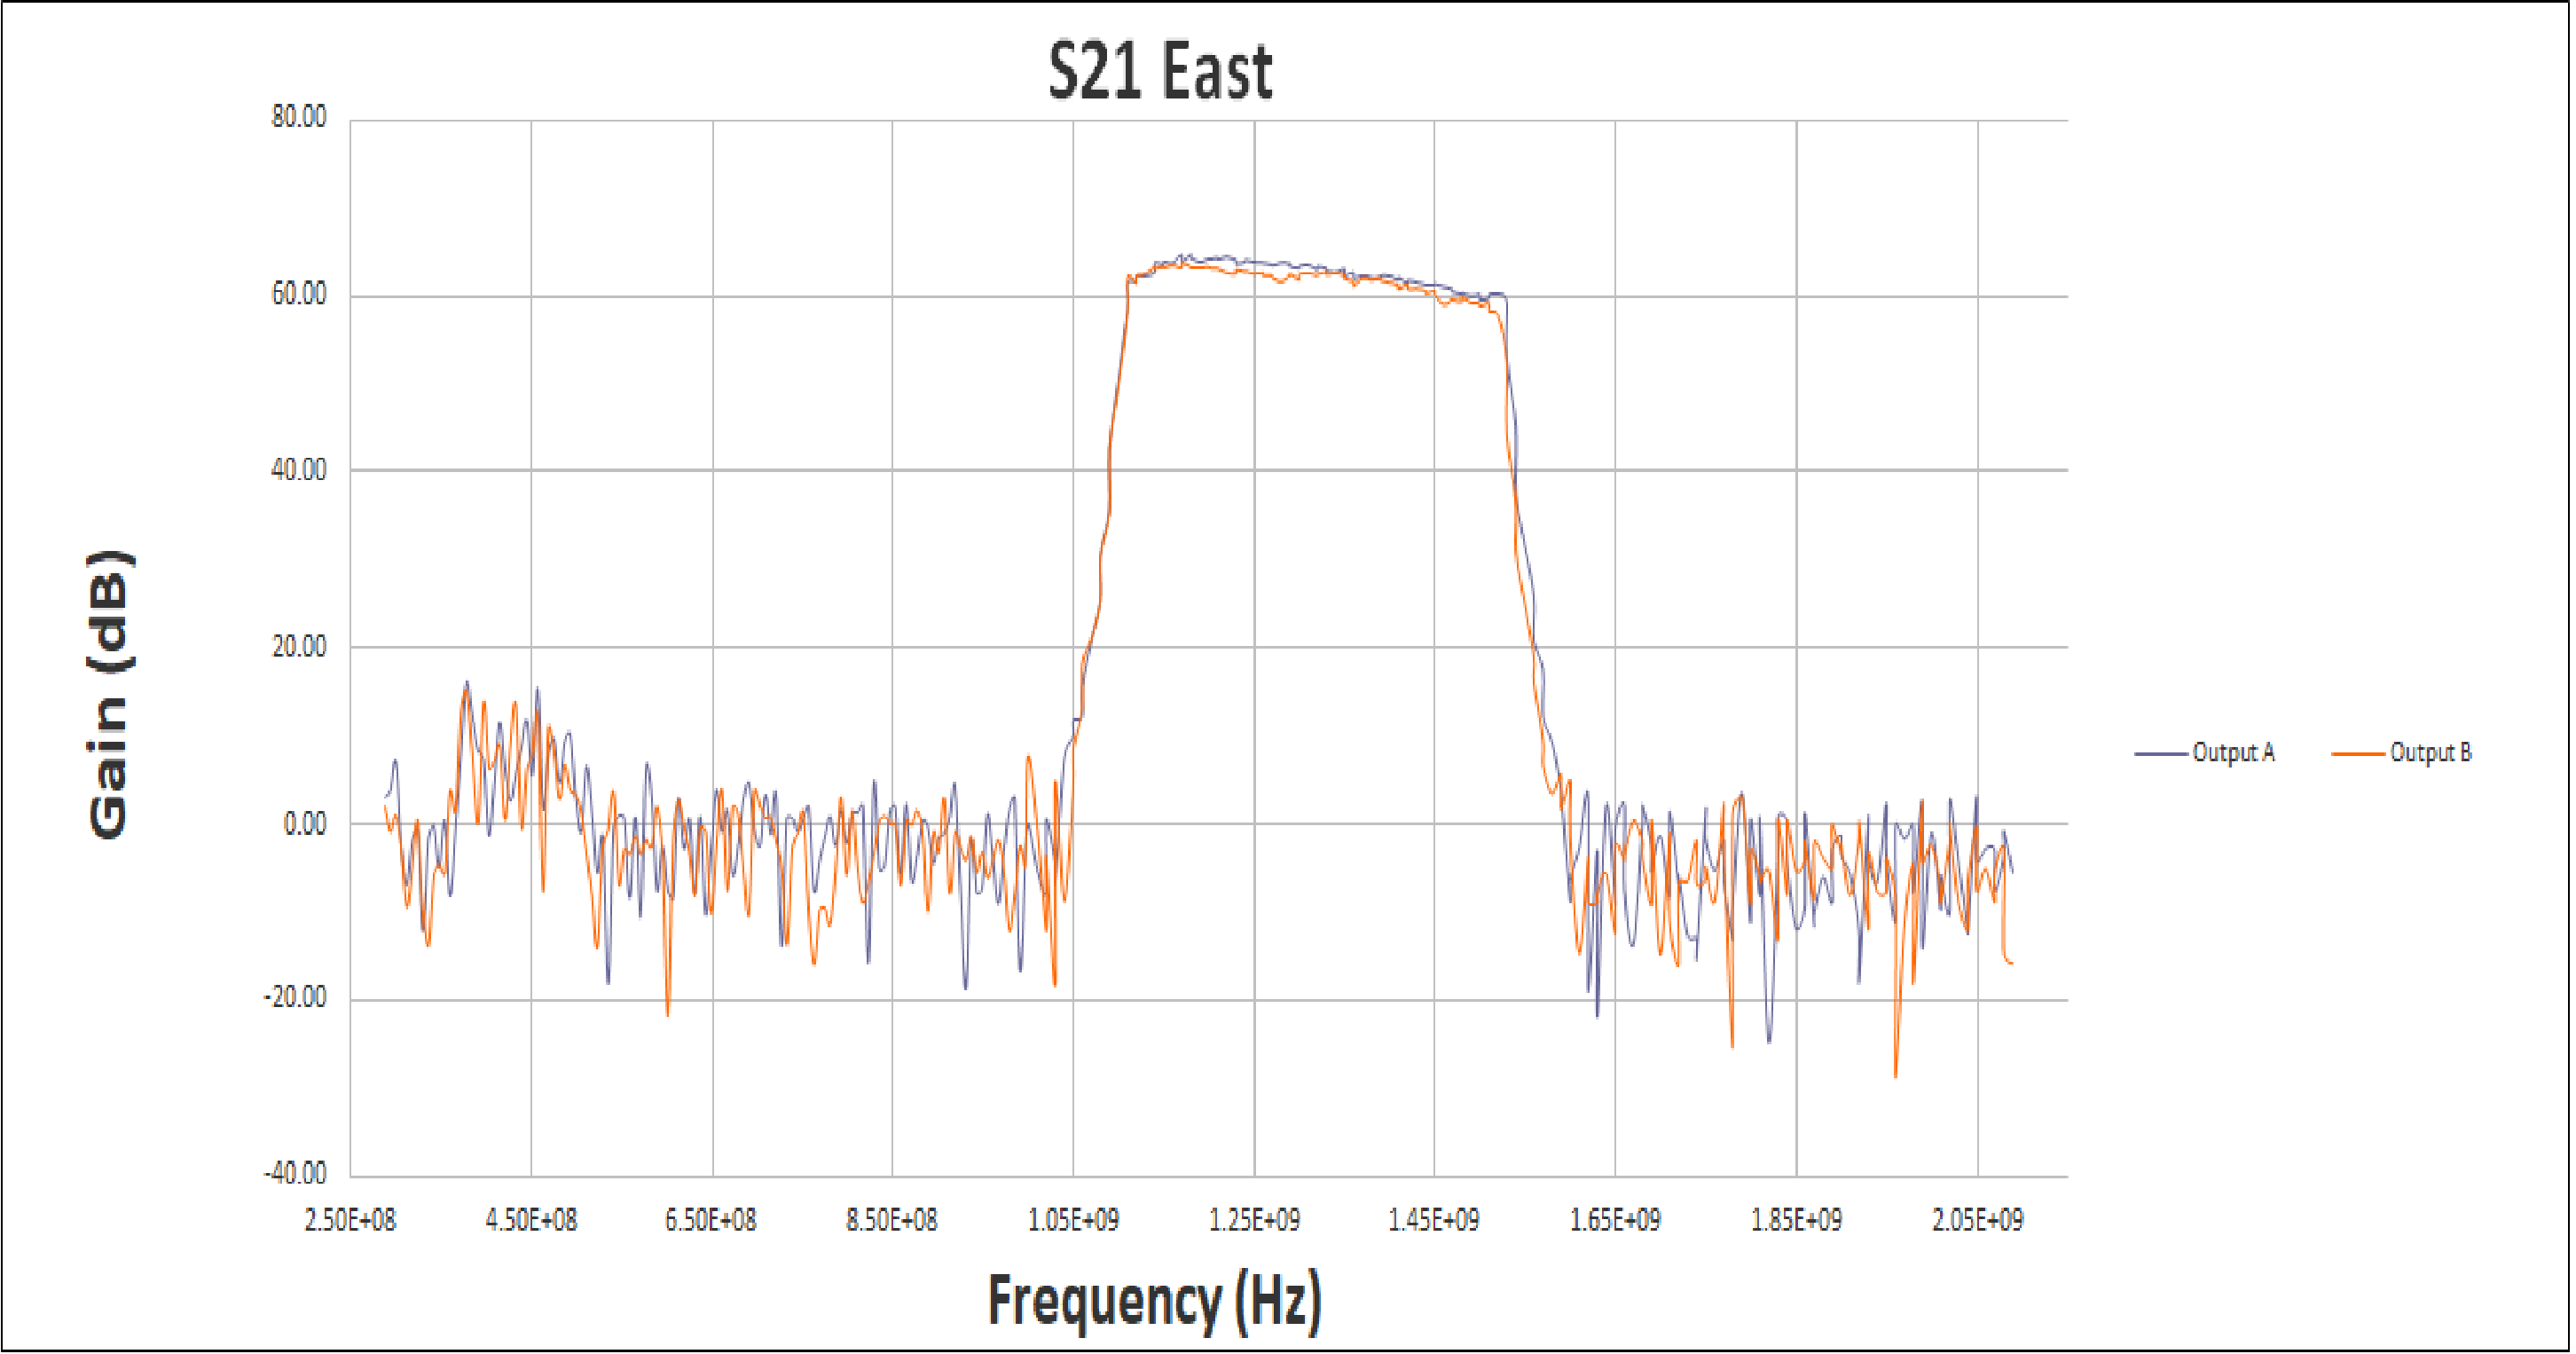 S21 East
80.00
60.00
40.00
20.00
0.00
-20.00
-40.00
Gain (dB)
2.50E+08 4.50E+08 6.50E+08 8.50E+08 1.05E+09 1.25E+09 1.45E+09 1.65E+09 1.85E+09 2.05E+09
Frequency (Hz)
Output A Output B